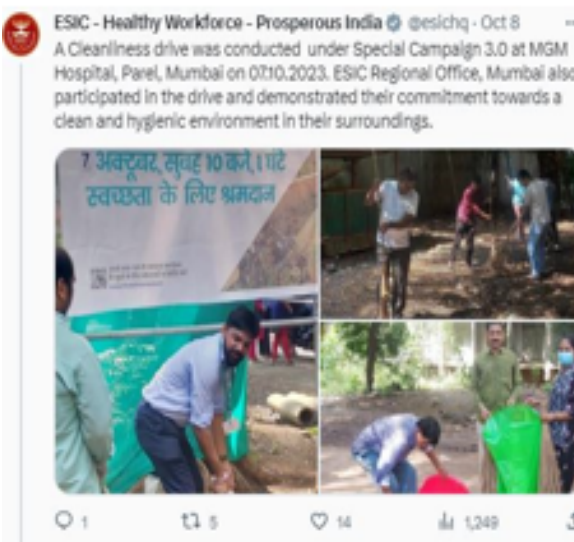 ESIC - Healthy Workforce - Prosperous India @esichq · Oct 8
A Cleanliness drive was conducted under Special Campaign 3.0 at MGM
Hospital, Parel, Mumbai on 07.10.2023. ESIC Regional Office, Mumbai also
participated in the drive and demonstrated their commitment towards a
clean and hygienic environment in their surroundings.
7 अक्टूबर, सुबह 10 बजे, 1 घंटे
स्वच्छता के लिए श्रमदान
1
5
14
1,249